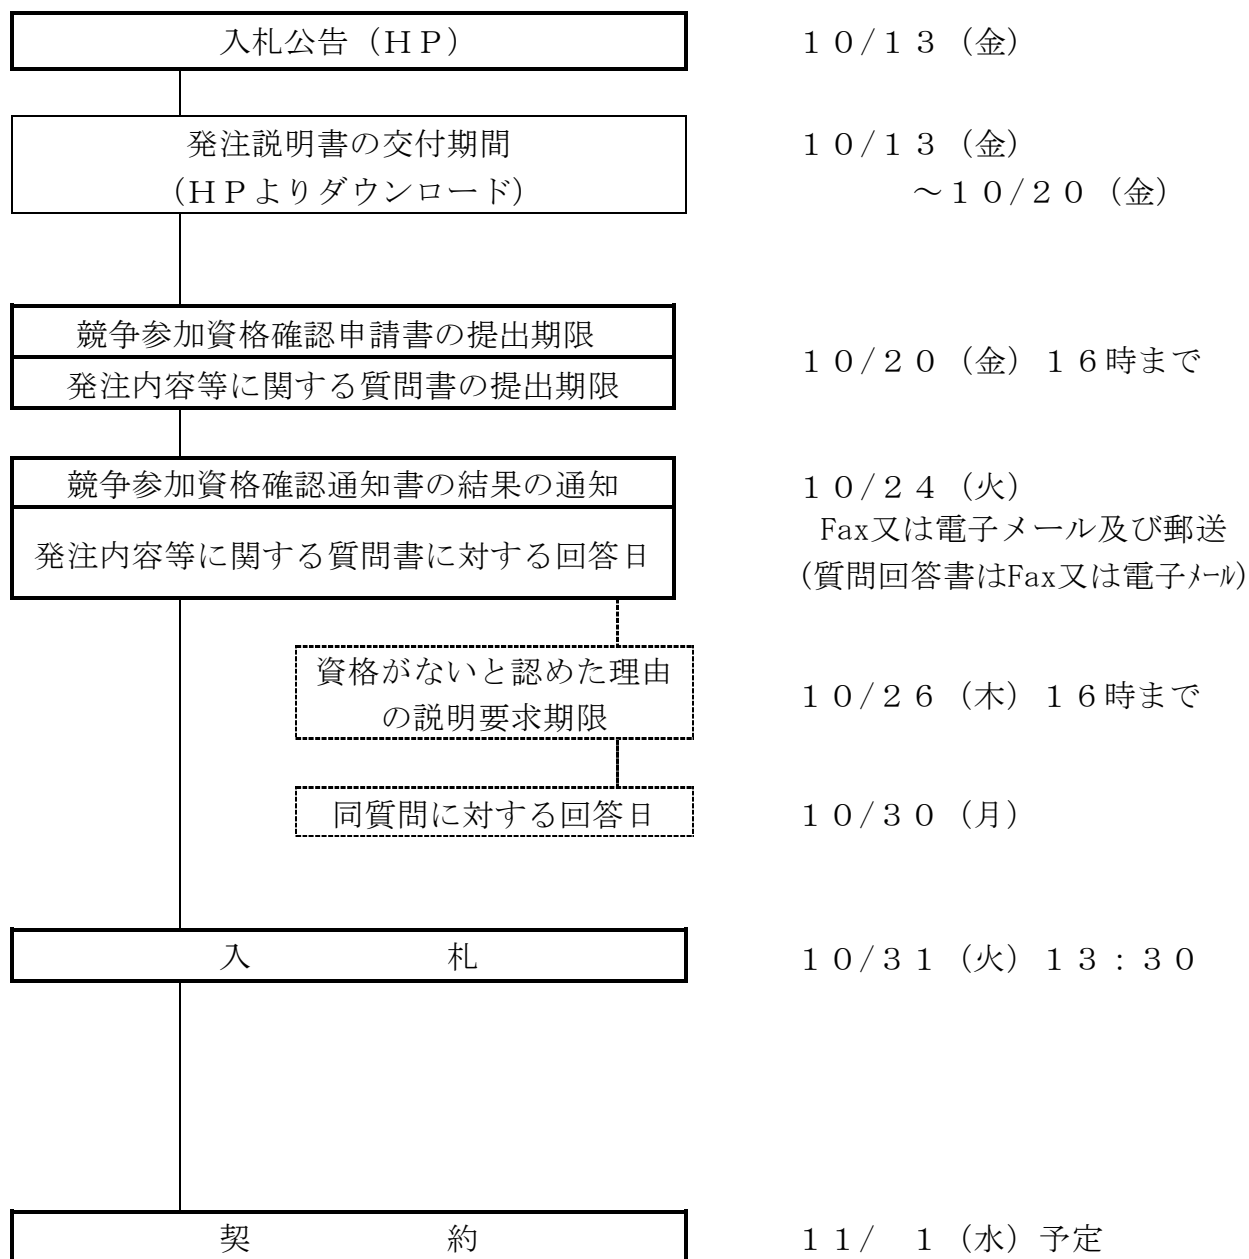 入札公告（ＨＰ）
１０/１３（金）
発注説明書の交付期間
（ＨＰよりダウンロード）
１０/１３（金）
～１０/２０（金）
競争参加資格確認申請書の提出期限
発注内容等に関する質問書の提出期限
１０/２０（金）１６時まで
競争参加資格確認通知書の結果の通知
発注内容等に関する質問書に対する回答日
１０/２４（火）
Fax又は電子メール及び郵送
(質問回答書はFax又は電子ﾒｰﾙ)
資格がないと認めた理由
の説明要求期限
１０/２６（木）１６時まで
同質問に対する回答日
１０/３０（月）
入　　　　　札
１０/３１（火）１３：３０
契　　　　　約
１１/　１（水）予定